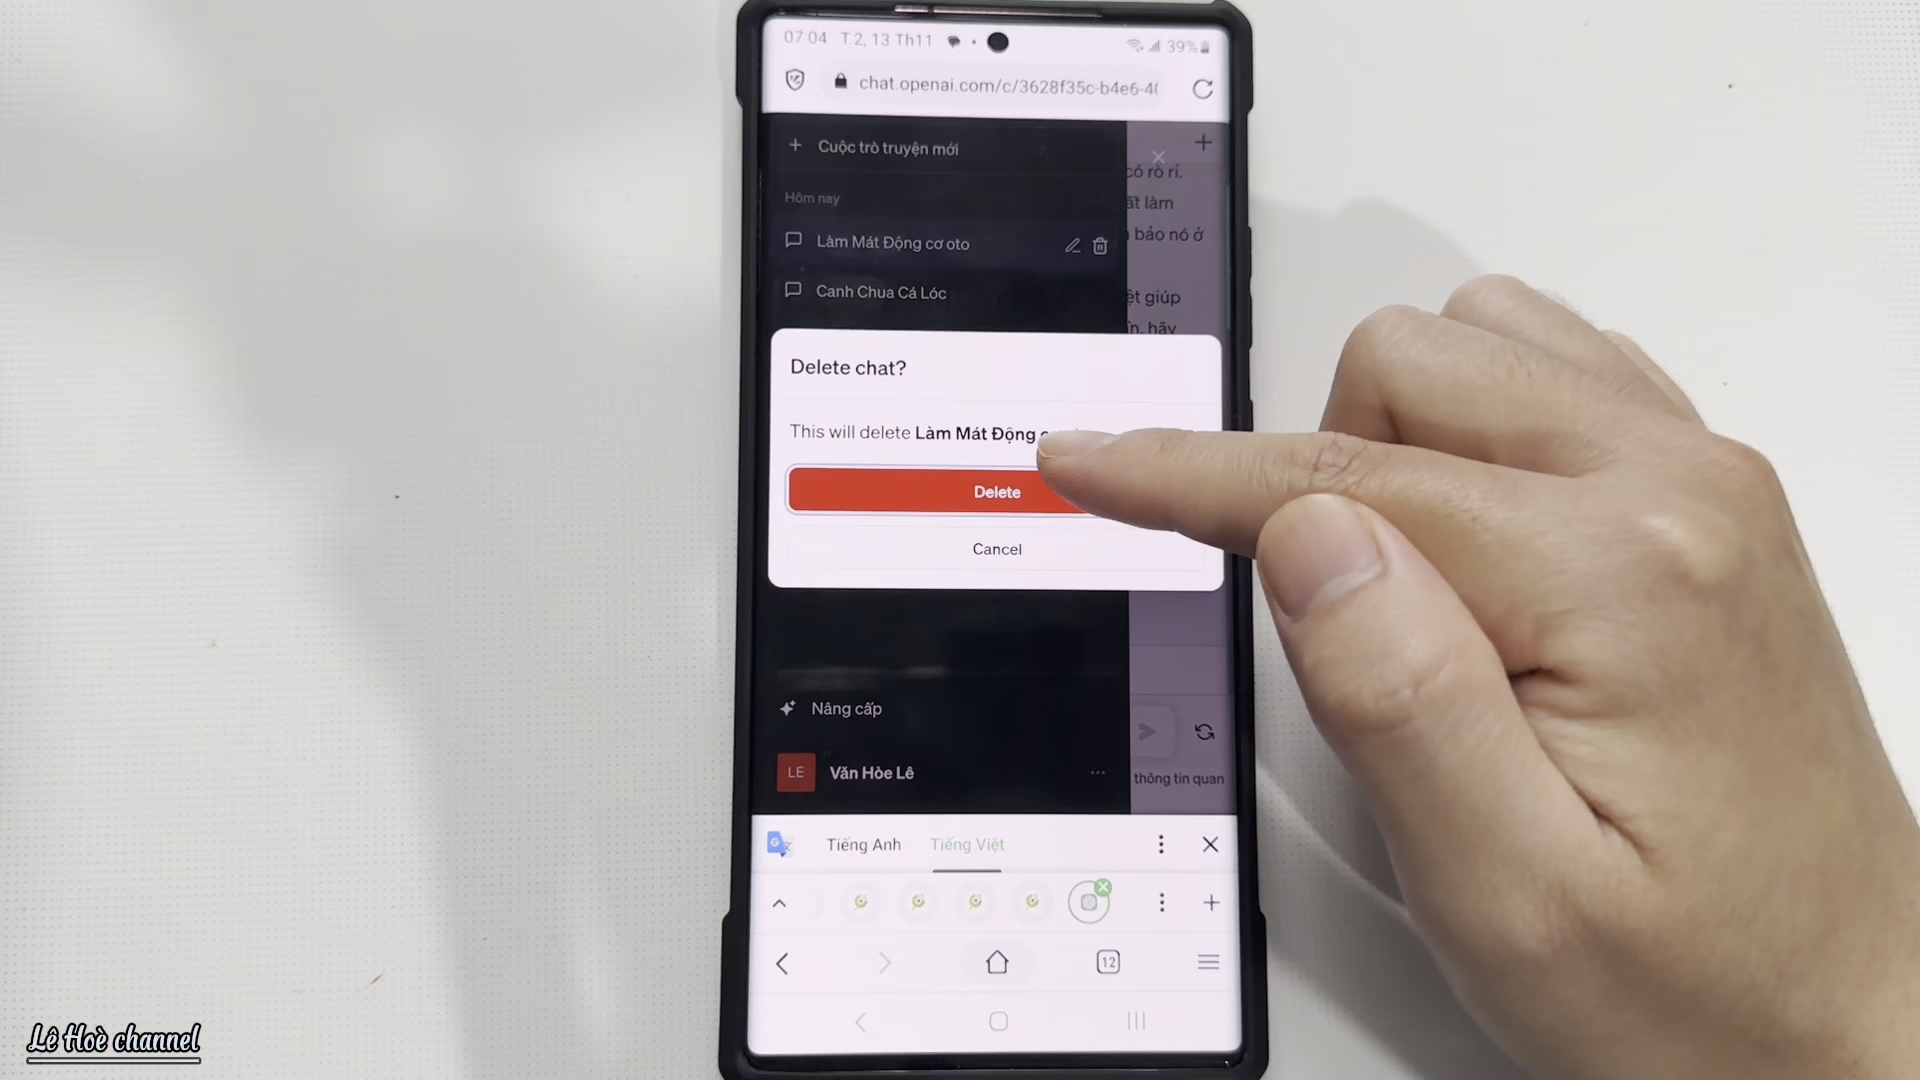 07:04 T.2, 13 Th11
39%
chat.openai.com/c/3628f35c-b4e6-4
Cuộc trò truyện mới
Hôm nay
Làm Mát Động cơ oto
Canh Chua Cá Lóc
có rò rỉ.
ất làm
bảo nó ở
ệt giúp
hãy
Delete chat?
This will delete Làm Mát Động
Delete
Cancel
Nâng cấp
LE
Văn Hòe Lê
thông tin quan
Tiếng Anh
Tiếng Việt
12
Lê Hoè channel